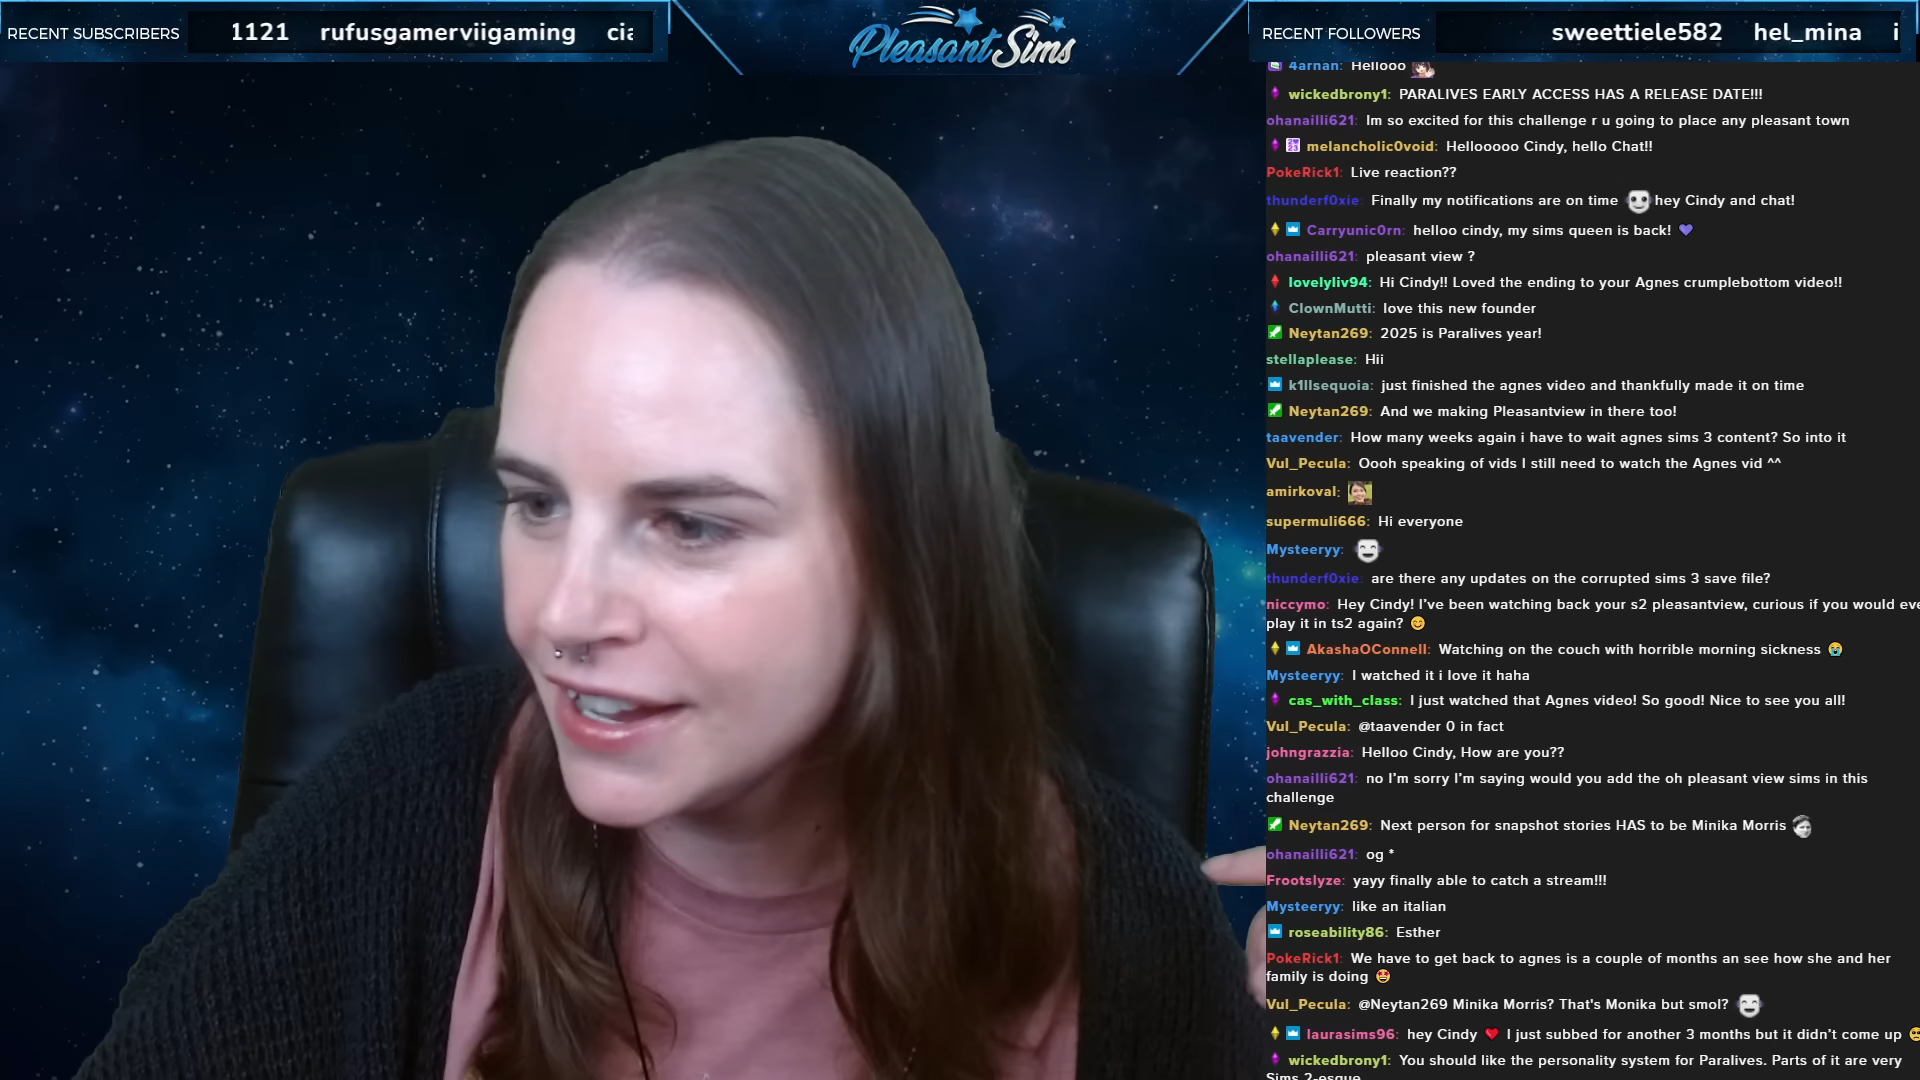 RECENT SUBSCRIBERS 1121 rufusgamerviigaming cia
PleasantSims
RECENT FOLLOWERS sweettiele582 hel_mina i
4arnan: Hellooo
wickedbrony1: PARALIVES EARLY ACCESS HAS A RELEASE DATE!!!
ohanailli621: Im so excited for this challenge r u going to place any pleasant town
melancholic0void: Hellooooo Cindy, hello Chat!!
PokeRick1: Live reaction??
thunderf0xie: Finally my notifications are on time hey Cindy and chat!
Carryunic0rn: helloo cindy, my sims queen is back! 💜
ohanailli621: pleasant view ?
lovelyliv94: Hi Cindy!! Loved the ending to your Agnes crumplebottom video!!
ClownMutti: love this new founder
Neytan269: 2025 is Paralives year!
stellaplease: Hii
k1llsequoia: just finished the agnes video and thankfully made it on time
Neytan269: And we making Pleasantview in there too!
taavender: How many weeks again i have to wait agnes sims 3 content? So into it
Vul_Pecula: Oooh speaking of vids I still need to watch the Agnes vid ^^
amirkoval:
supermuli666: Hi everyone
Mysteeryy:
thunderf0xie: are there any updates on the corrupted sims 3 save file?
niccymo: Hey Cindy! I've been watching back your s2 pleasantview, curious if you would eve
play it in ts2 again? 😊
AkashaOConnell: Watching on the couch with horrible morning sickness 😭
Mysteeryy: I watched it i love it haha
cas_with_class: I just watched that Agnes video! So good! Nice to see you all!
Vul_Pecula: @taavender 0 in fact
johngrazzia: Helloo Cindy, How are you??
ohanailli621: no I'm sorry I'm saying would you add the oh pleasant view sims in this
challenge
Neytan269: Next person for snapshot stories HAS to be Minika Morris
ohanailli621: og *
Frootslyze: yayy finally able to catch a stream!!!
Mysteeryy: like an italian
roseability86: Esther
PokeRick1: We have to get back to agnes is a couple of months an see how she and her
family is doing 🤩
Vul_Pecula: @Neytan269 Minika Morris? That's Monika but smol?
laurasims96: hey Cindy ❤️ I just subbed for another 3 months but it didn't come up 🥺
wickedbrony1: You should like the personality system for Paralives. Parts of it are very
Sims 2-esque